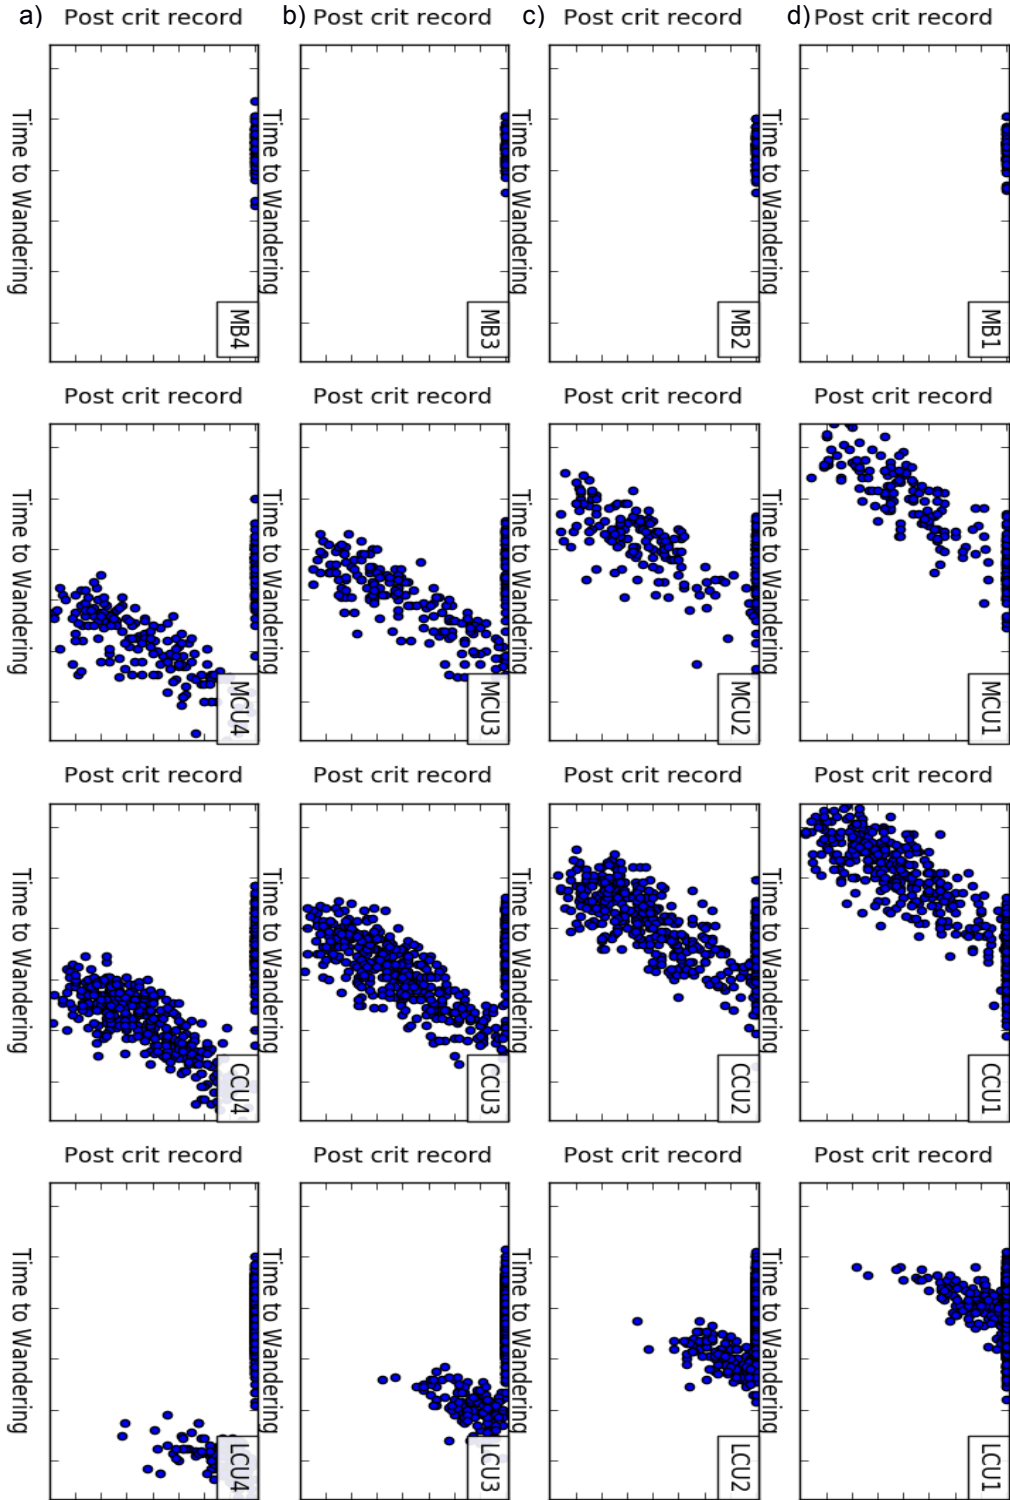 a) Post crit record b) Post crit record c) Post crit record d) Post crit record
Time to Wandering Time to Wandering Time to Wandering Time to Wandering
MB4 MB3 MB2 MB1
Post crit record Post crit record Post crit record Post crit record
Time to Wandering Time to Wandering Time to Wandering Time to Wandering
MCU4 MCU3 MCU2 MCU1
Post crit record Post crit record Post crit record Post crit record
Time to Wandering Time to Wandering Time to Wandering Time to Wandering
CCU4 CCU3 CCU2 CCU1
Post crit record Post crit record Post crit record Post crit record
Time to Wandering Time to Wandering Time to Wandering Time to Wandering
LCU4 LCU3 LCU2 LCU1